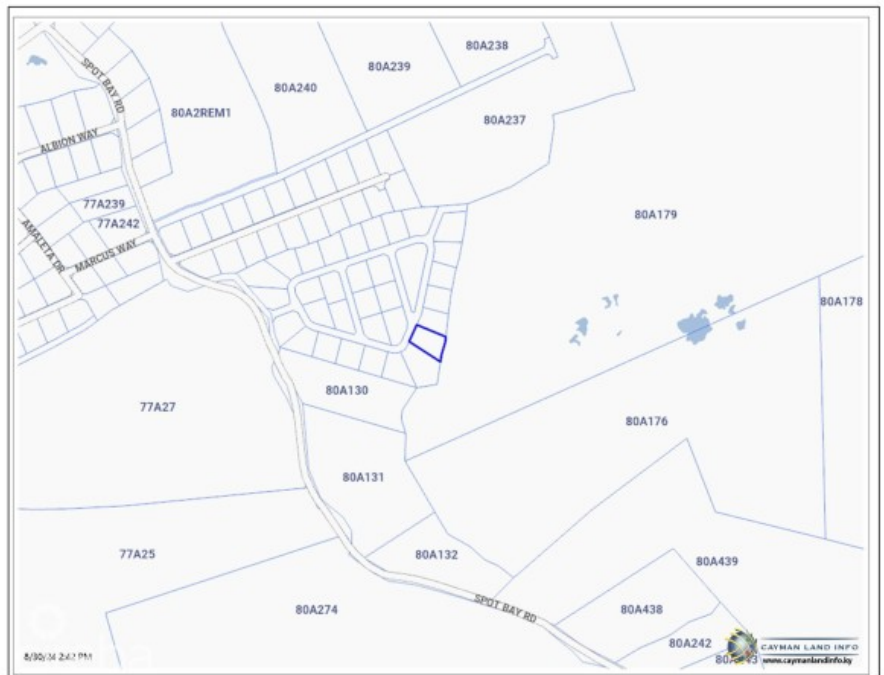 80A238
80A239
SPOT BAY RD
80A240
80A2REM1
80A237
ALBION WAY
77A239
80A179
77A242
AMALETA DR
MARCUS WAY
80A178
80A130
77A27
80A176
80A131
80A132
77A25
80A439
80A274
SPOT BAY RD
80A438
80A242
CAYMAN LAND INFO
www.caymanlandinfo.ky